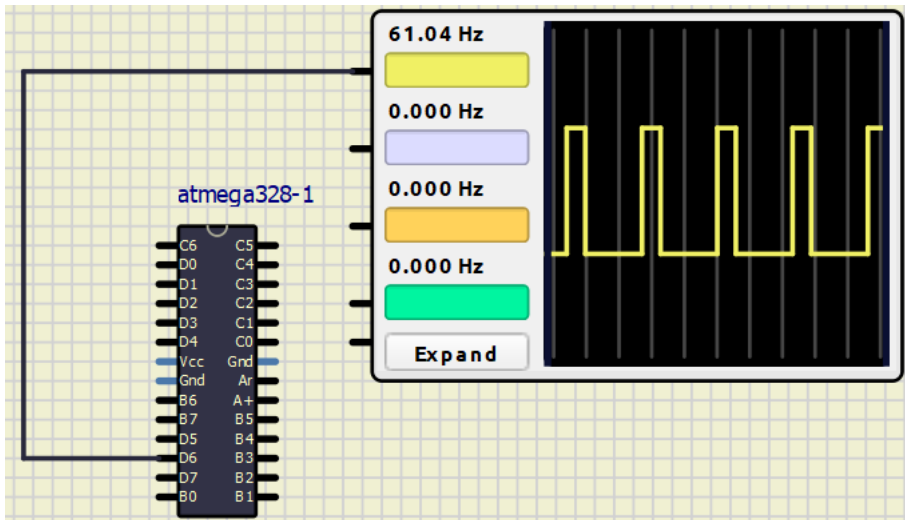 61.04 Hz
0.000 Hz
0.000 Hz
0.000 Hz
Expand
atmega328-1
C6 C5
D0 C4
D1 C3
D2 C2
D3 C1
D4 C0
Vcc Gnd
Gnd Ar
B6 A+
B7 B5
D5 B4
D6 B3
D7 B2
B0 B1